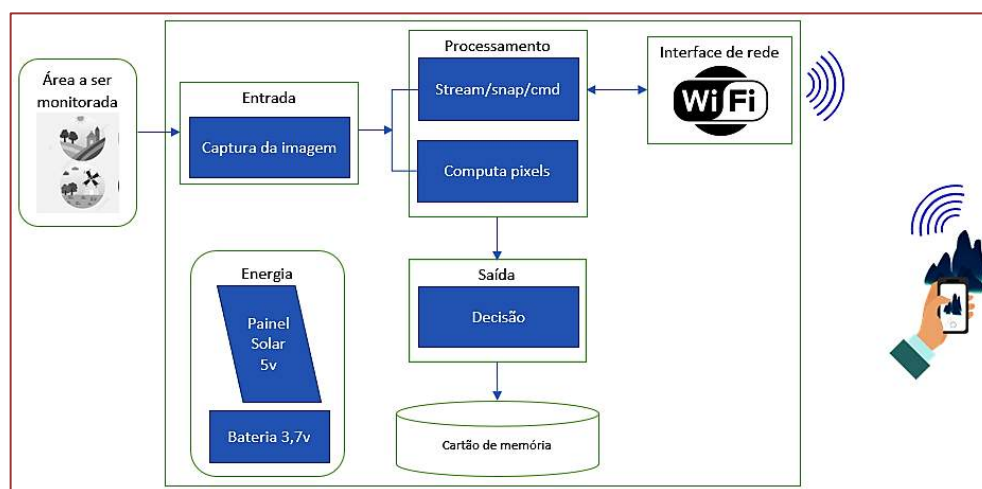 Área a ser
monitorada
Entrada
Captura da imagem
Processamento
Stream/snap/cmd
Computa pixels
Interface de rede
WiFi
Energia
Painel
Solar
5v
Bateria 3,7v
Saída
Decisão
Cartão de memória